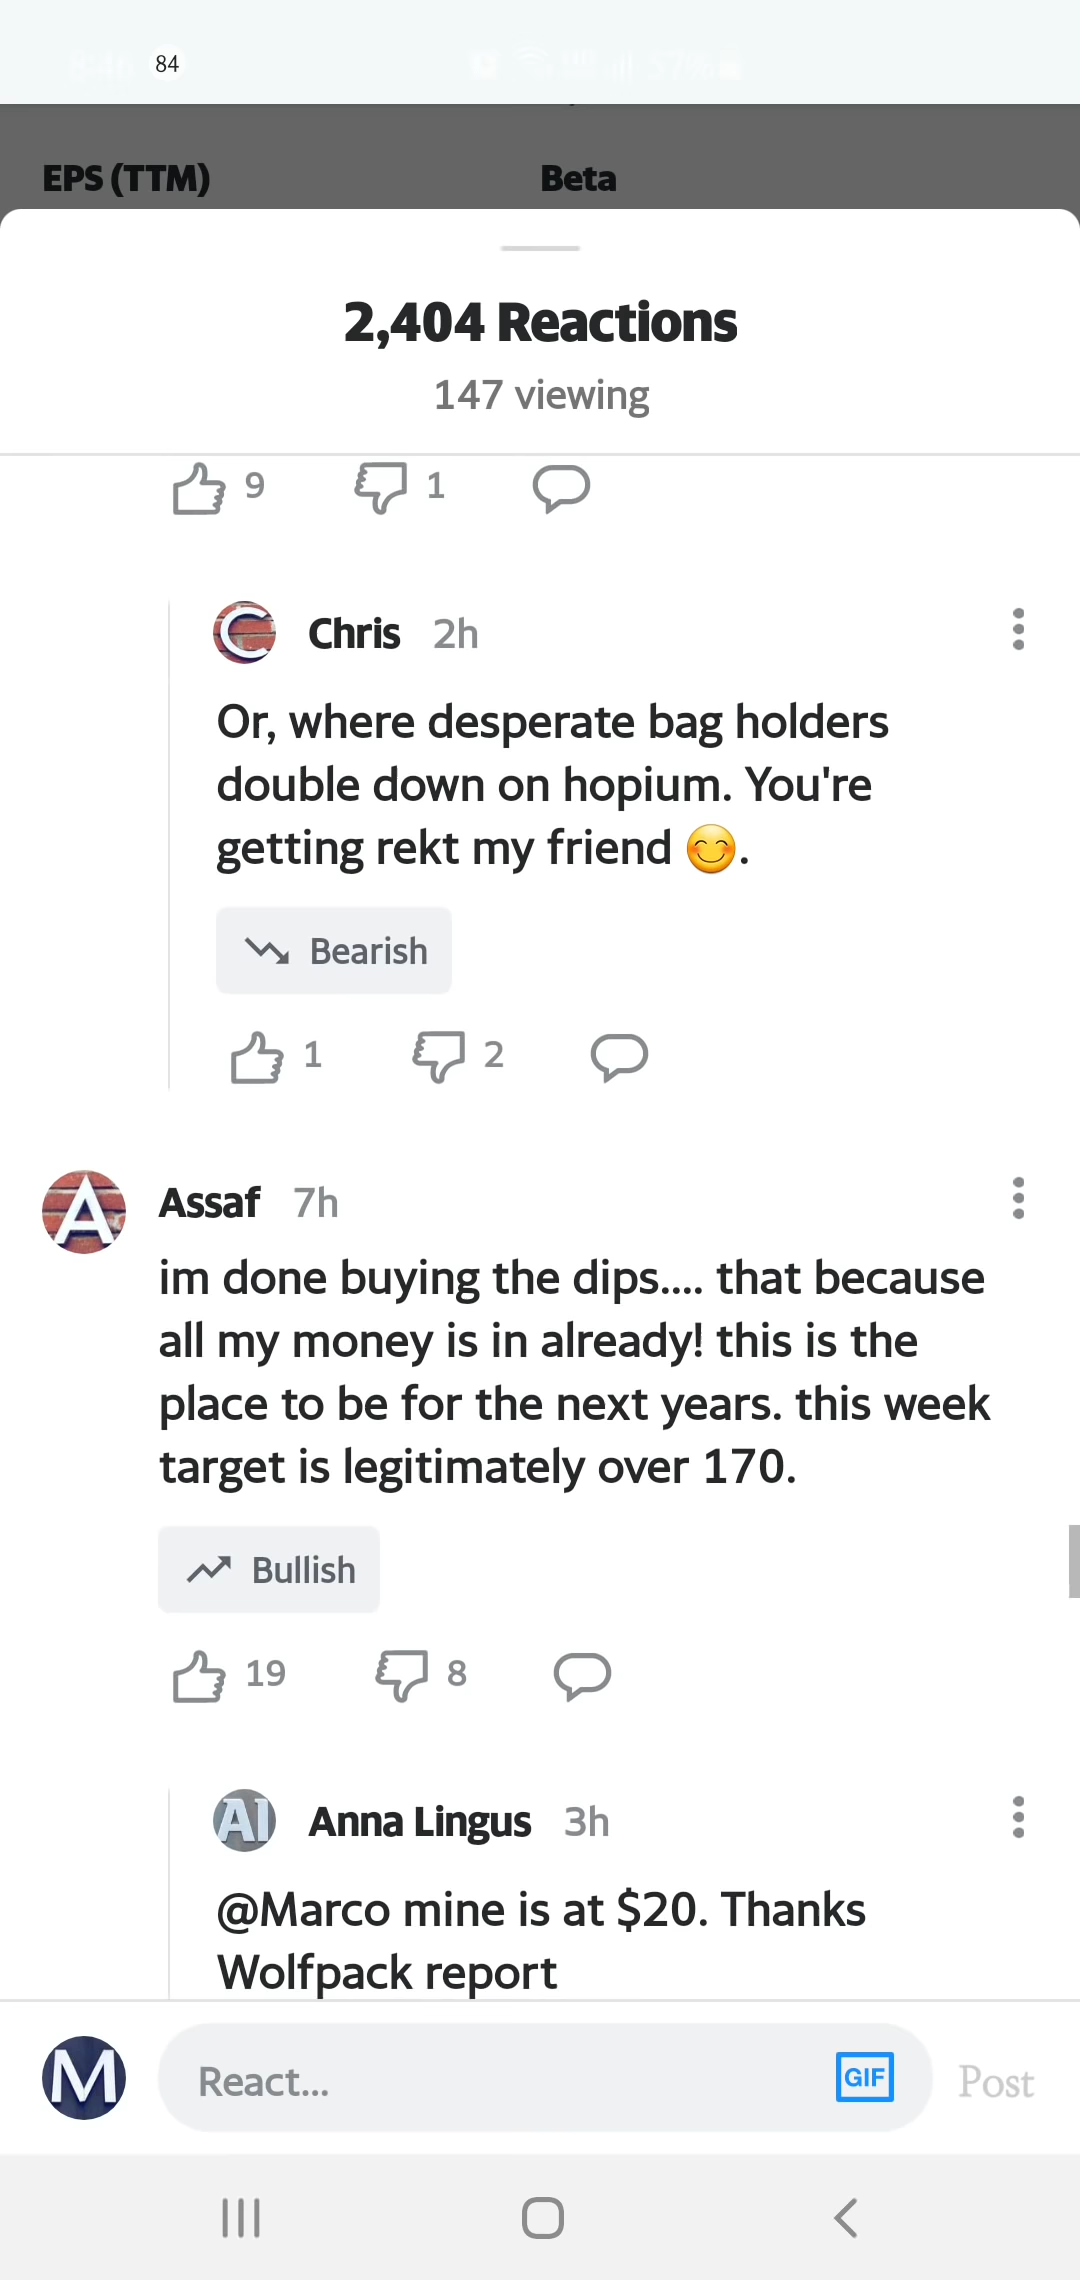 84
EPS (TTM) Beta
2,404 Reactions
147 viewing
9 1
C Chris 2h
Or, where desperate bag holders
double down on hopium. You're
getting rekt my friend 😊.
Bearish
1 2
A Assaf 7h
im done buying the dips.... that because
all my money is in already! this is the
place to be for the next years. this week
target is legitimately over 170.
Bullish
19 8
Al Anna Lingus 3h
@Marco mine is at $20. Thanks
Wolfpack report
M React... GIF Post